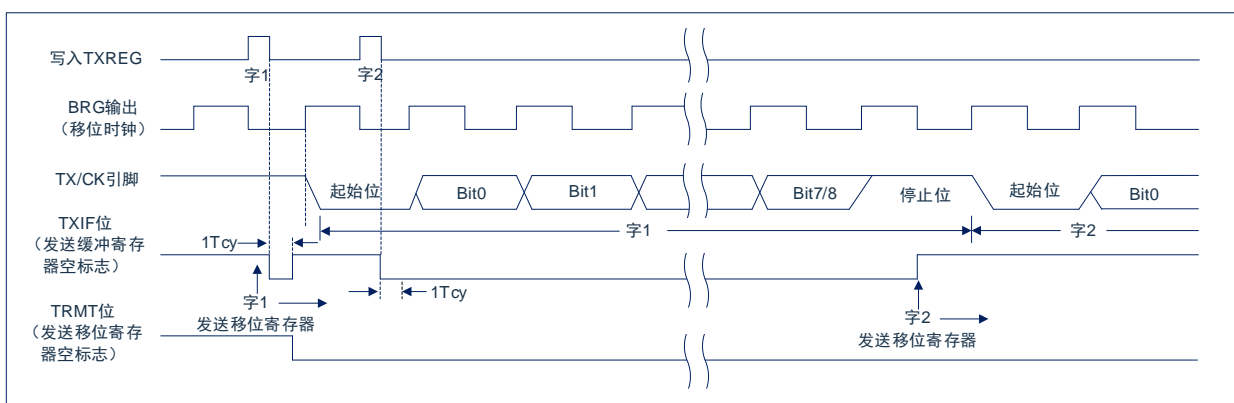 写入TXREG
字1
字2
BRG输出
（移位时钟）
TX/CK引脚
起始位
Bit0
Bit1
Bit7/8
停止位
起始位
Bit0
TXIF位
（发送缓冲寄存
器空标志）
1Tcy
字1
字2
1Tcy
字1
发送移位寄存器
字2
发送移位寄存器
TRMT位
（发送移位寄存
器空标志）